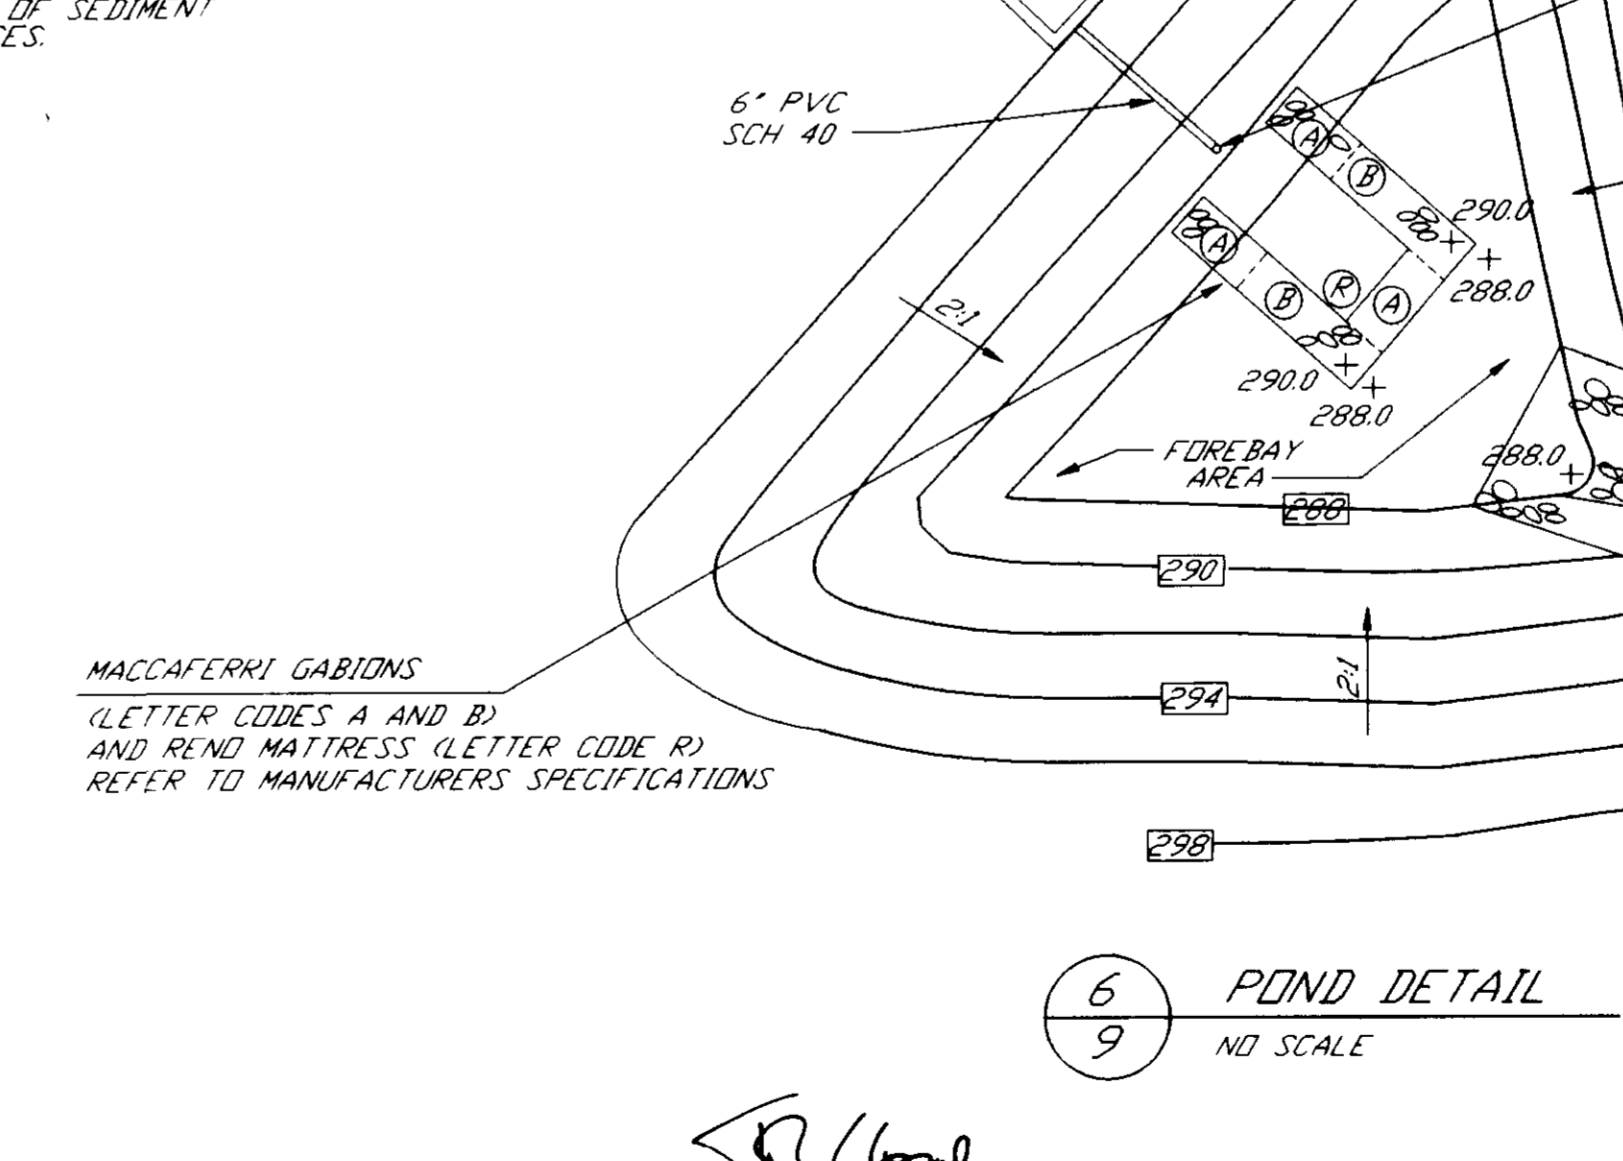 OF SEDIMENT
ES.
6" PVC
SCH 40
A
B
290.0
288.0
A
B
R
A
290.0
288.0
2:1
FOREBAY
AREA
288.0
288
290
2:1
294
298
MACCAFERRI GABIONS
(LETTER CODES A AND B)
AND RENO MATTRESS (LETTER CODE R)
REFER TO MANUFACTURERS SPECIFICATIONS
6
9
POND DETAIL
NO SCALE